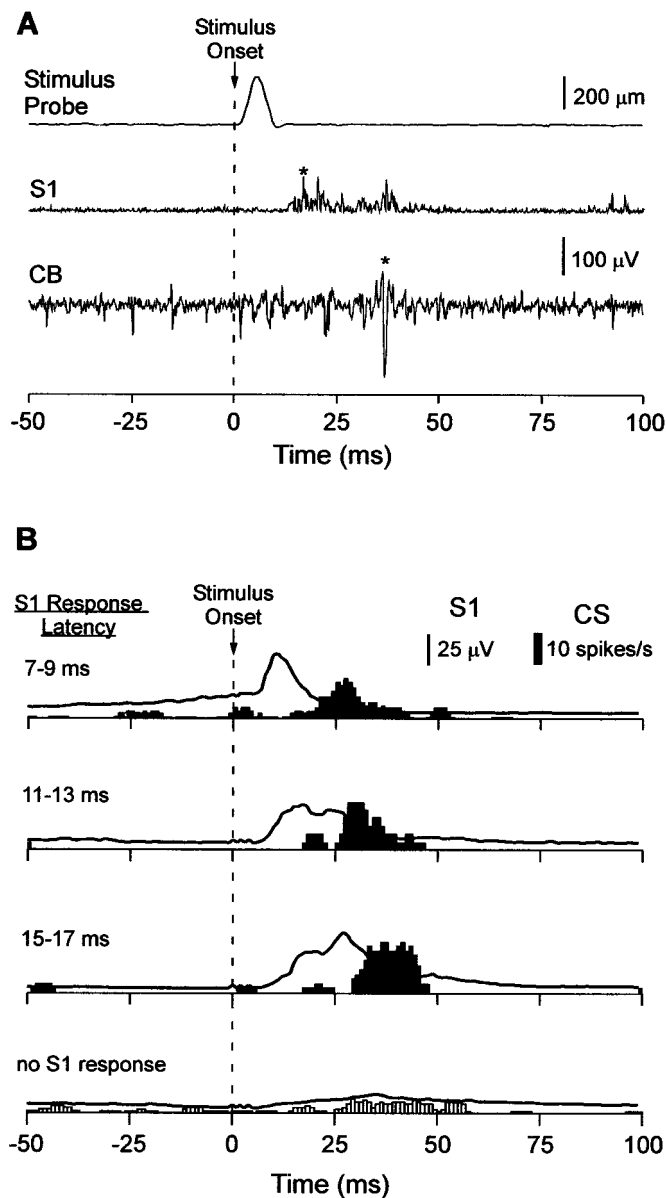 A
Stimulus
Onset
Stimulus
Probe
200 μm
*
S1
*
100 μV
CB
-50 -25 0 25 50 75 100
Time (ms)
B
S1 Response
Latency
Stimulus
Onset
S1
CS
25 μV
10 spikes/s
7-9 ms
11-13 ms
15-17 ms
no S1 response
-50 -25 0 25 50 75 100
Time (ms)